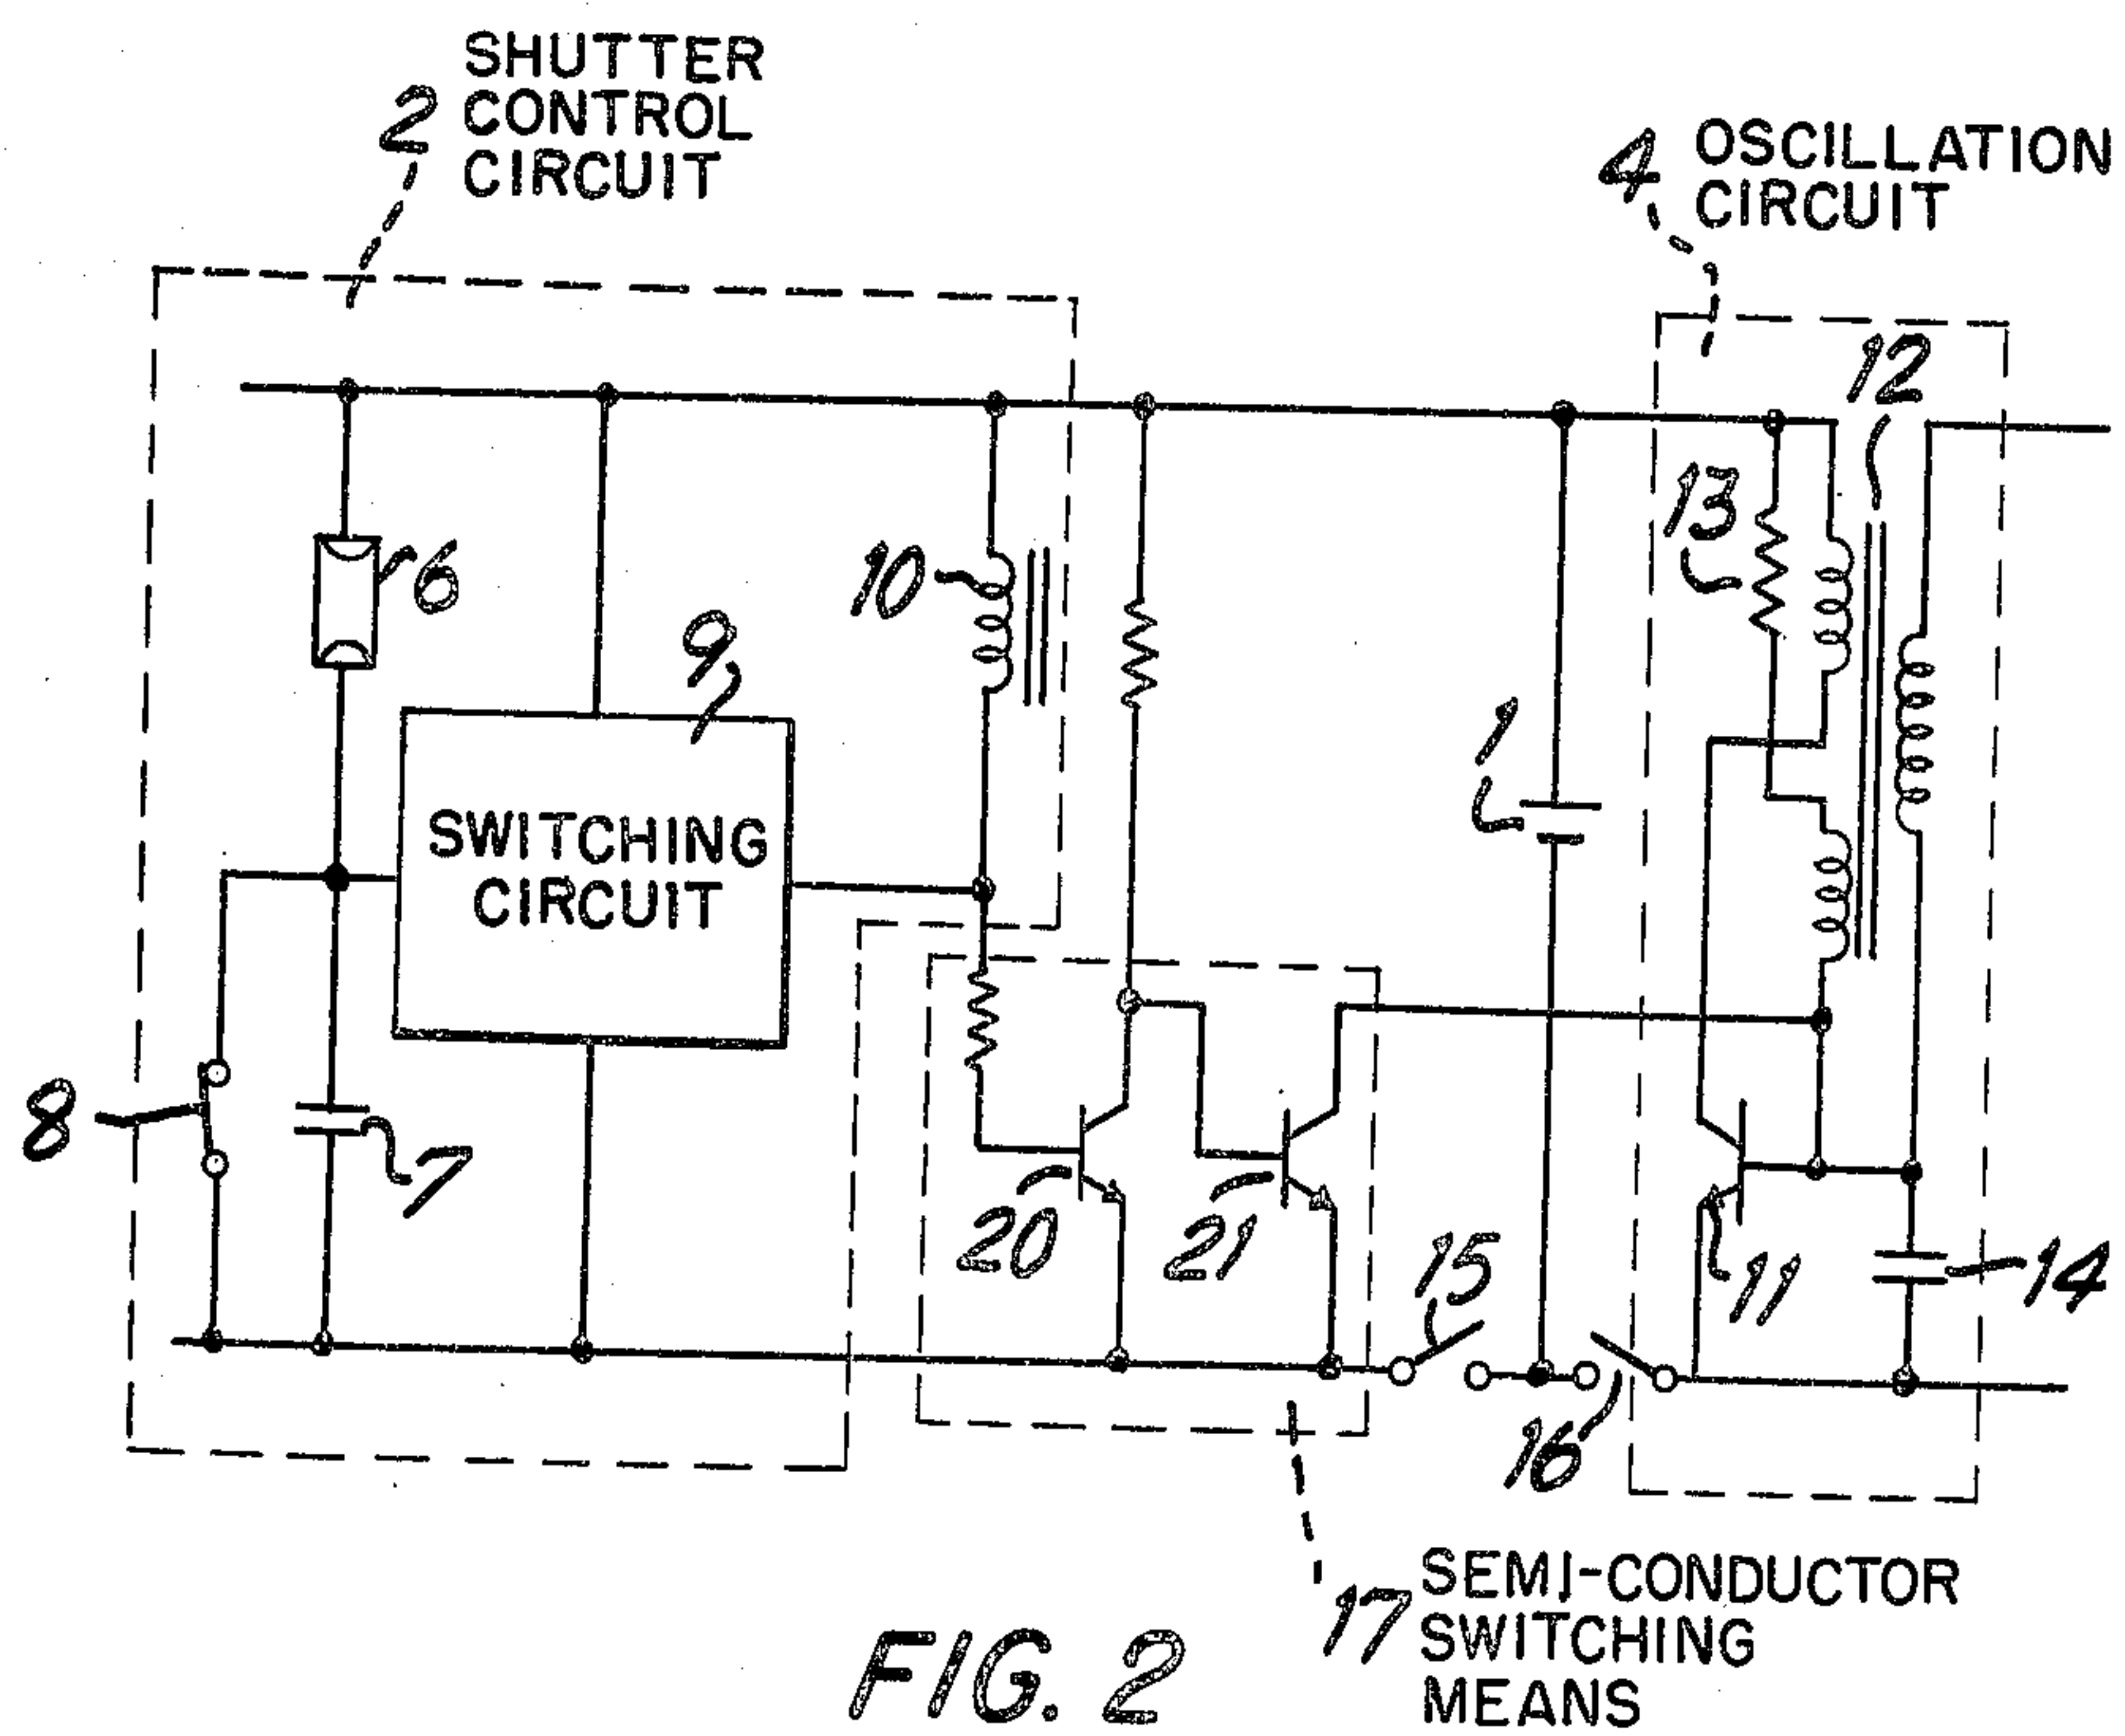 SHUTTER
2 CONTROL
CIRCUIT
4 OSCILLATION
CIRCUIT
12
13
6
10
9
1
SWITCHING
CIRCUIT
8
7
20
21
15
11
14
16
17 SEMI-CONDUCTOR
SWITCHING
MEANS
FIG. 2